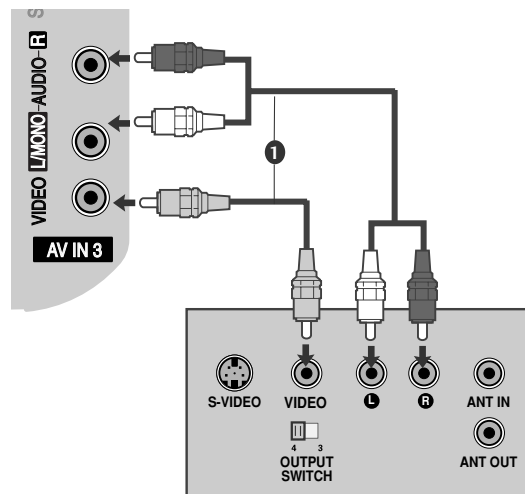 S
VIDEO L/MONO-AUDIO-R
AV IN 3
1
S-VIDEO
VIDEO
L
R
ANT IN
4 3
OUTPUT
SWITCH
ANT OUT